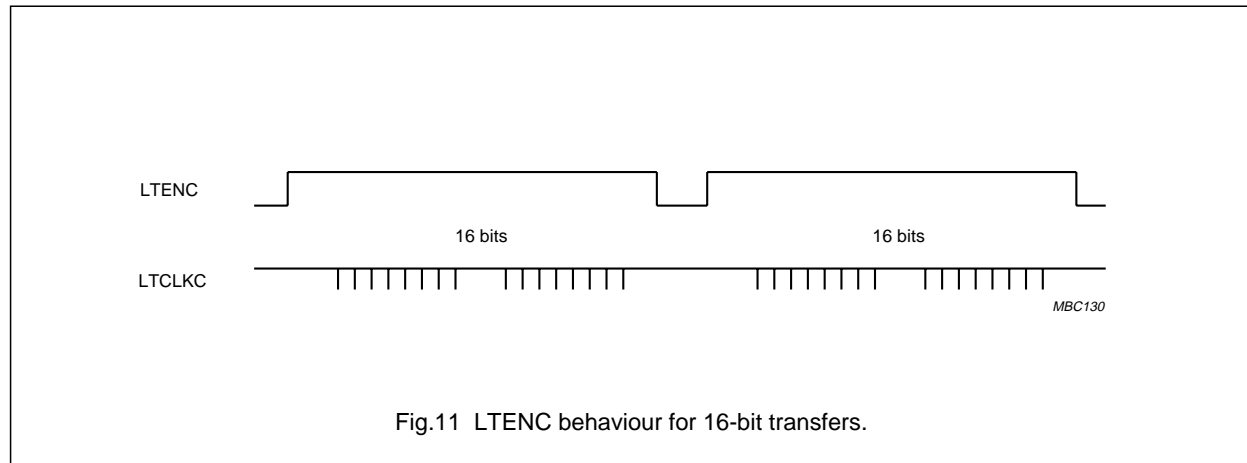 LTENC
16 bits 16 bits
LTCLKC
MBC130
Fig.11 LTENC behaviour for 16-bit transfers.